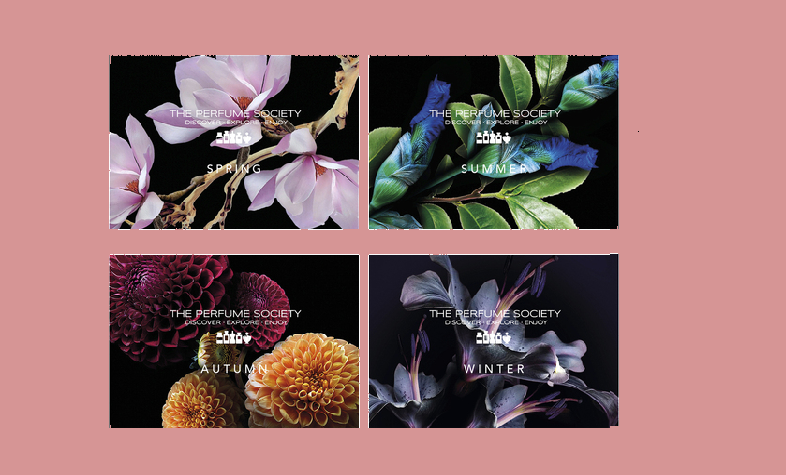 THE PERFUME SOCIETY
DISCOVER · EXPLORE · ENJOY
SPRING
THE PERFUME SOCIETY
DISCOVER · EXPLORE · ENJOY
SUMMER
THE PERFUME SOCIETY
DISCOVER · EXPLORE · ENJOY
AUTUMN
THE PERFUME SOCIETY
DISCOVER · EXPLORE · ENJOY
WINTER